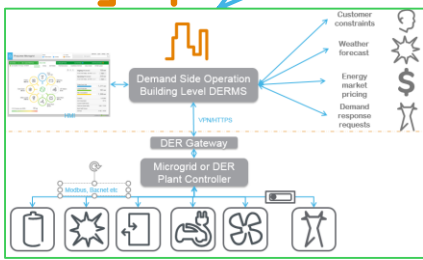 Customer
constraints
Weather
forecast
Energy
market
pricing
Demand
response
requests
Demand Side Operation
Building Level DERMS
HMI
VPN/HTTPS
DER Gateway
Microgrid or DER
Plant Controller
Modbus, Bacnet etc